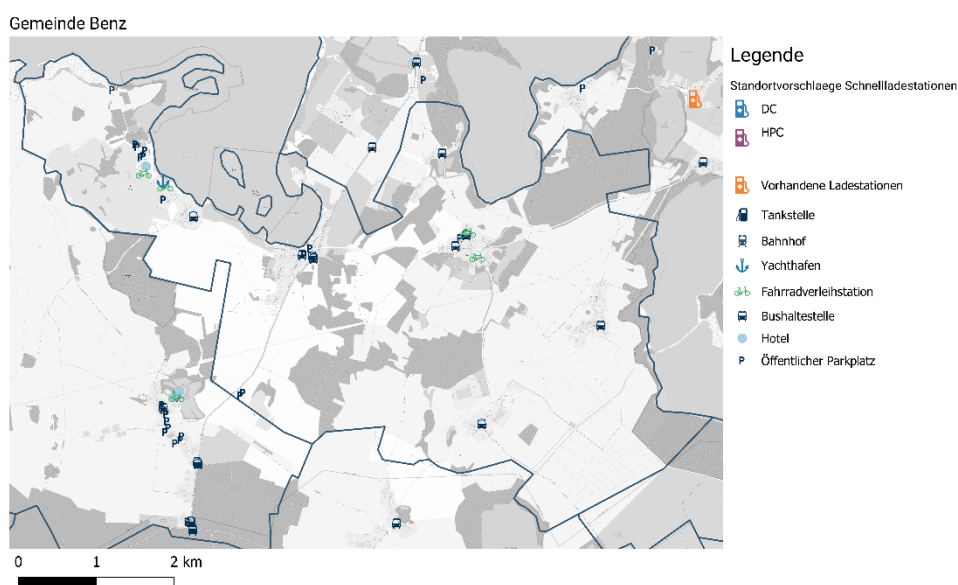 Gemeinde Benz
Legende
Standortvorschlaege Schnellladestationen
DC
HPC
Vorhandene Ladestationen
Tankstelle
Bahnhof
Yachthafen
Fahrradverleihstation
Bushaltestelle
Hotel
P Öffentlicher Parkplatz
0 1 2 km